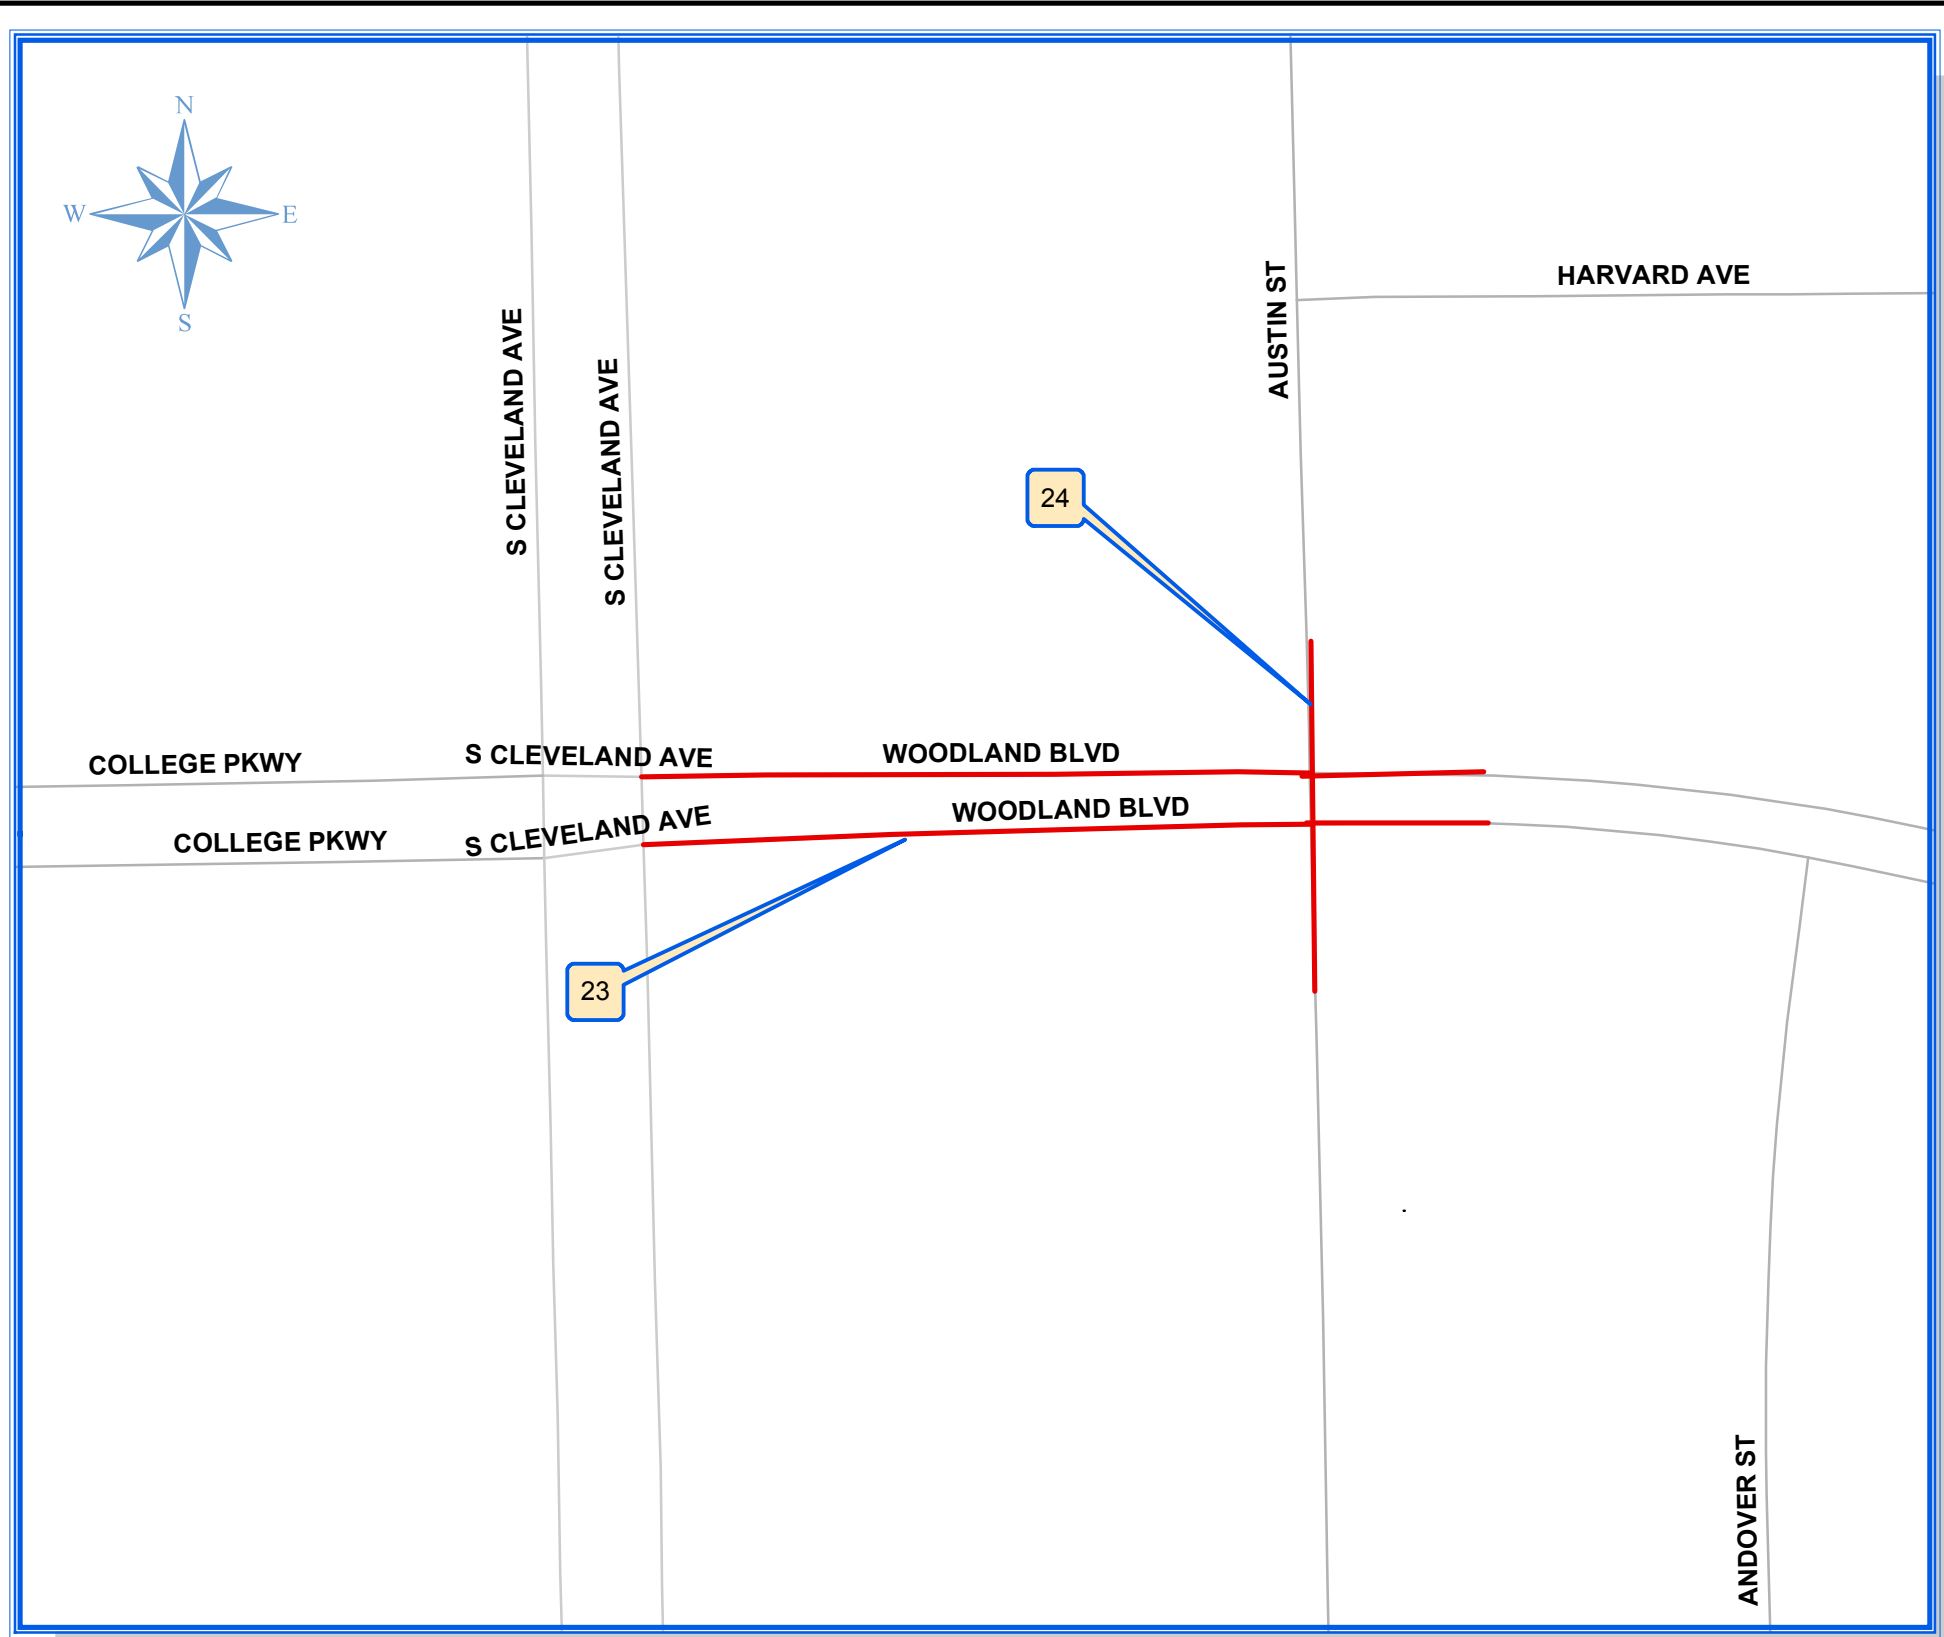 N
W
E
S
S CLEVELAND AVE
S CLEVELAND AVE
AUSTIN ST
HARVARD AVE
24
COLLEGE PKWY
S CLEVELAND AVE
WOODLAND BLVD
COLLEGE PKWY
S CLEVELAND AVE
WOODLAND BLVD
23
ANDOVER ST